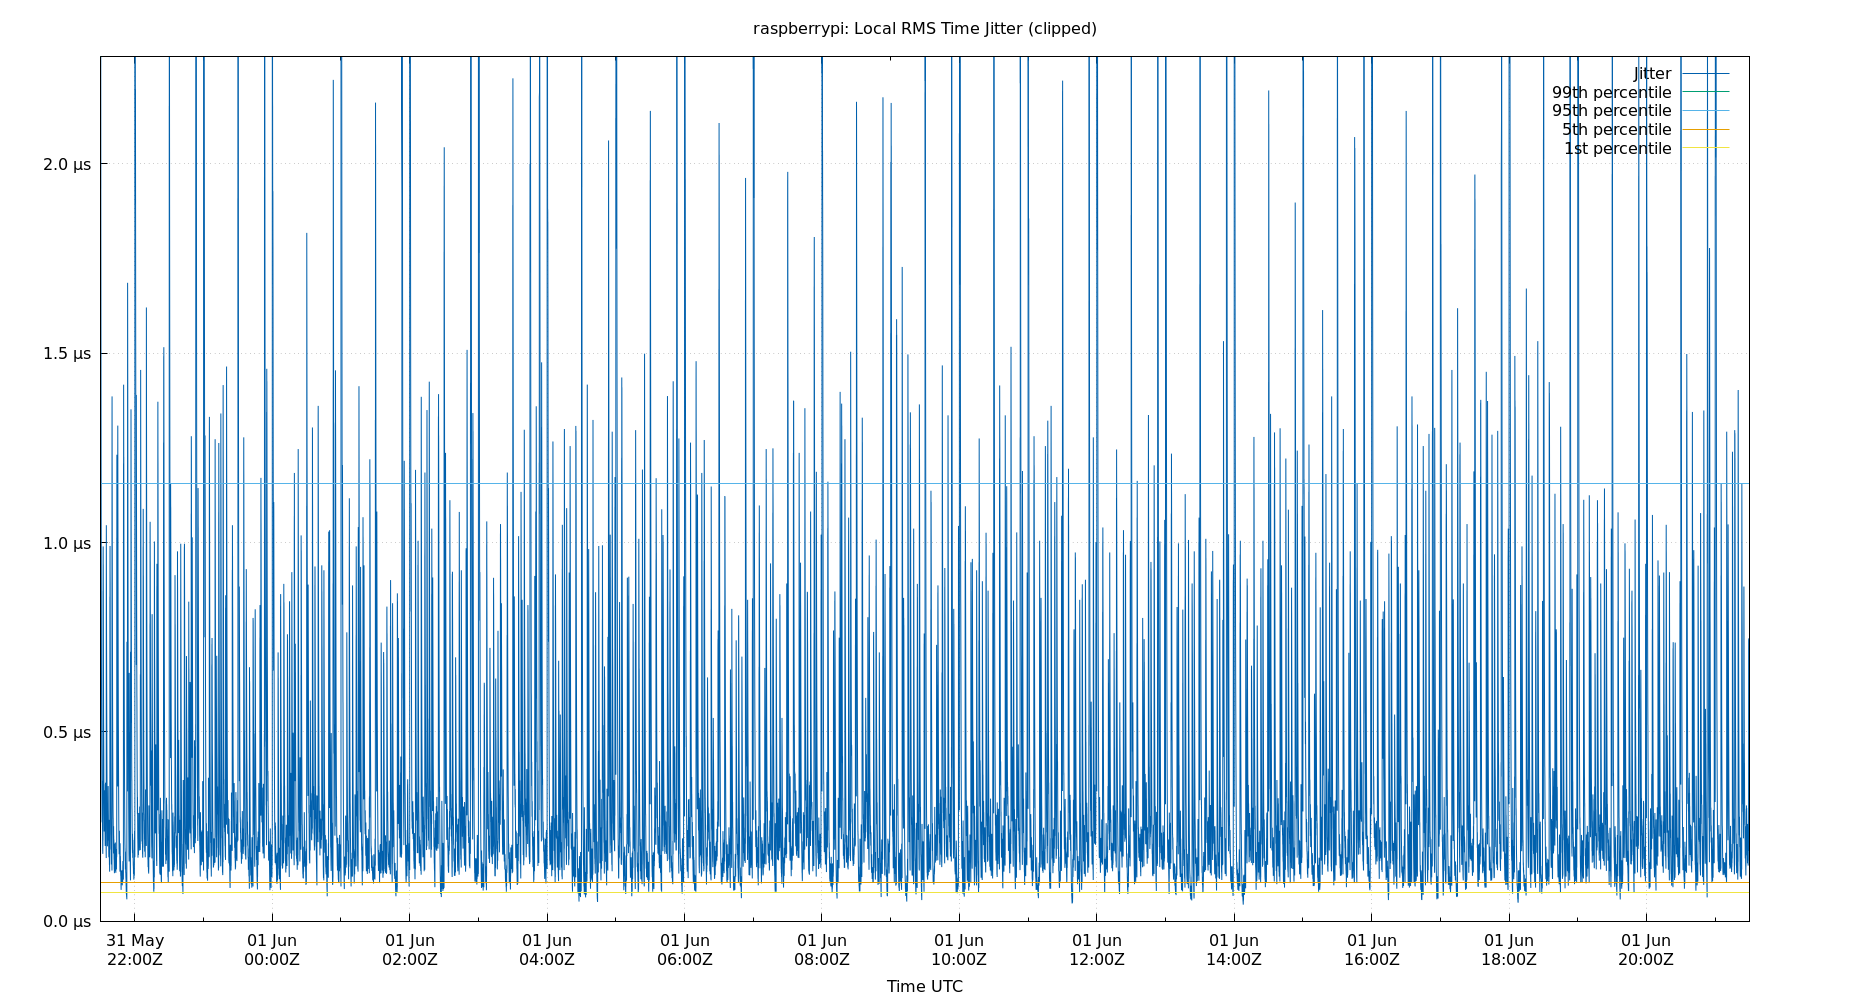 raspberrypi: Local RMS Time Jitter (clipped)
Jitter
99th percentile
95th percentile
5th percentile
1st percentile
2.0 µs
1.5 µs
1.0 µs
0.5 µs
0.0 µs
31 May 01 Jun 01 Jun 01 Jun 01 Jun 01 Jun 01 Jun 01 Jun 01 Jun 01 Jun 01 Jun 01 Jun
22:00Z 00:00Z 02:00Z 04:00Z 06:00Z 08:00Z 10:00Z 12:00Z 14:00Z 16:00Z 18:00Z 20:00Z
Time UTC